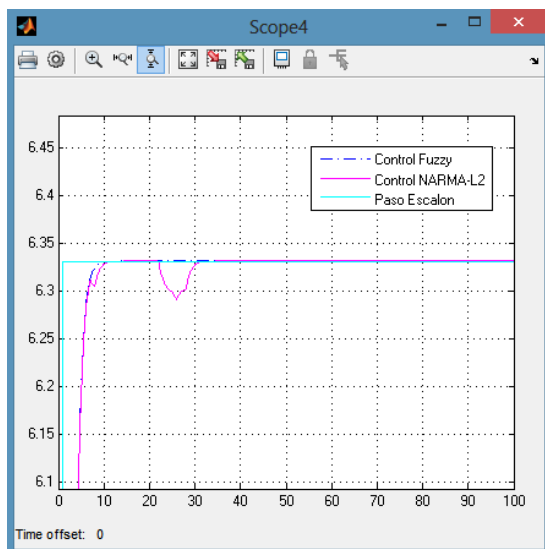 Scope4
6.45
6.4
6.35
6.3
6.25
6.2
6.15
6.1
Control Fuzzy
Control NARMA-L2
Paso Escalon
0 10 20 30 40 50 60 70 80 90 100
Time offset: 0